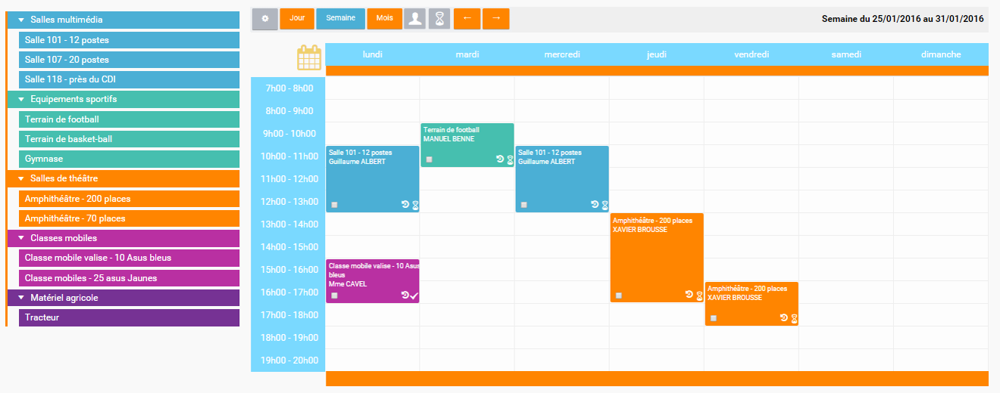 Salles multimédia
Salle 101 - 12 postes
Salle 107 - 20 postes
Salle 118 - près du CDI
Equipements sportifs
Terrain de football
Terrain de basket-ball
Gymnase
Salles de théâtre
Amphithéâtre - 200 places
Amphithéâtre - 70 places
Classes mobiles
Classe mobile valise - 10 Asus bleus
Classe mobiles - 25 asus Jaunes
Matériel agricole
Tracteur
Jour Semaine Mois ← → Semaine du 25/01/2016 au 31/01/2016
lundi mardi mercredi jeudi vendredi samedi dimanche
7h00 - 8h00
8h00 - 9h00
9h00 - 10h00
10h00 - 11h00
11h00 - 12h00
12h00 - 13h00
13h00 - 14h00
14h00 - 15h00
15h00 - 16h00
16h00 - 17h00
17h00 - 18h00
18h00 - 19h00
19h00 - 20h00
Salle 101 - 12 postes
Guillaume ALBERT
Classe mobile valise - 10 Asus
bleus
Mme CAVEL
Terrain de football
MANUEL BENNE
Salle 101 - 12 postes
Guillaume ALBERT
Amphithéâtre - 200 places
XAVIER BROUSSE
Amphithéâtre - 200 places
XAVIER BROUSSE